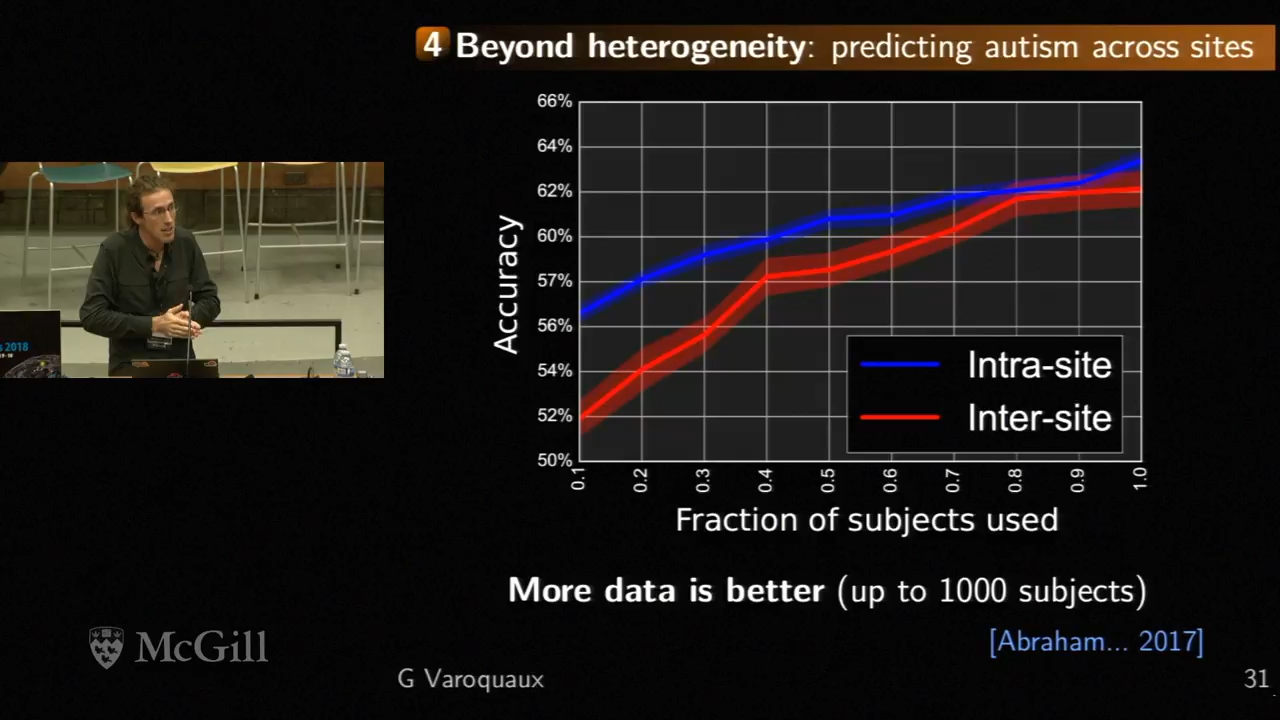 4 Beyond heterogeneity: predicting autism across sites
66%
64%
62%
60%
57%
56%
54%
52%
50%
Accuracy
0.1 0.2 0.3 0.4 0.5 0.6 0.7 0.8 0.9 1.0
Fraction of subjects used
Intra-site
Inter-site
More data is better (up to 1000 subjects)
[Abraham... 2017]
2018
McGill
G Varoquaux
31